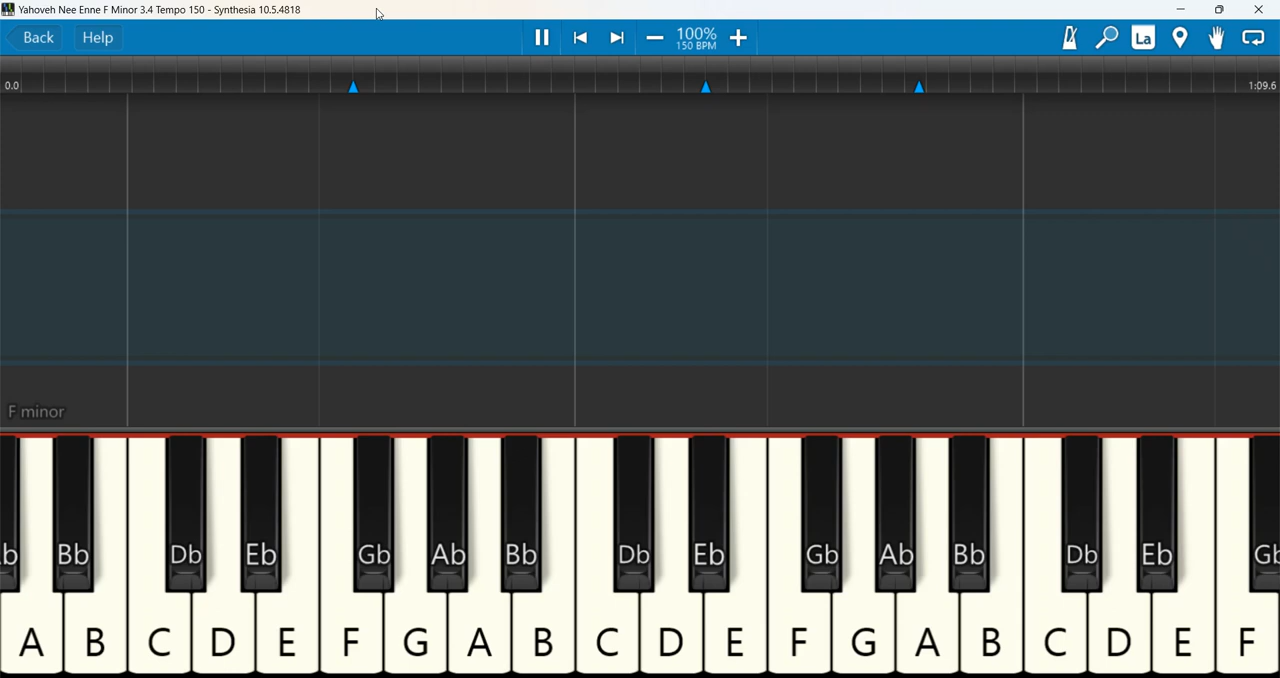 Yahoveh Nee Enne F Minor 3.4 Tempo 150 - Synthesia 10.5.4818
Back Help 100% La
150 BPM
0.0 1:09.6
F minor
b Bb Db Eb Gb Ab Bb Db Eb Gb Ab Bb Db Eb Gb
A B C D E F G A B C D E F G A B C D E F